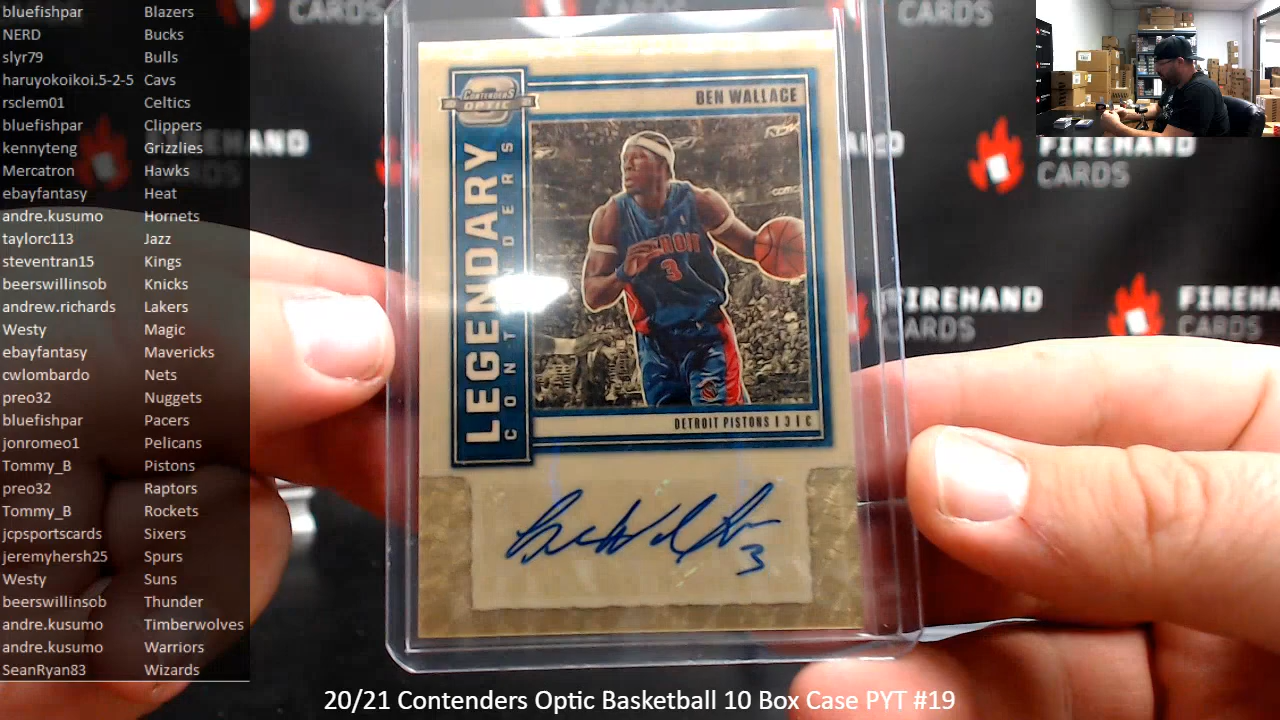 bluefishpar Blazers
NERD Bucks
slyr79 Bulls
haruyokoikoi.5-2-5 Cavs
rsclem01 Celtics
bluefishpar Clippers
kennyteng Grizzlies
Mercatron Hawks
ebayfantasy Heat
andre.kusumo Hornets
taylorc113 Jazz
steventran15 Kings
beerswillinsob Knicks
andrew.richards Lakers
Westy Magic
ebayfantasy Mavericks
cwlombardo Nets
preo32 Nuggets
bluefishpar Pacers
jonromeo1 Pelicans
Tommy_B Pistons
preo32 Raptors
Tommy_B Rockets
jcpsportscards Sixers
jeremyhersh25 Spurs
Westy Suns
beerswillinsob Thunder
andre.kusumo Timberwolves
andre.kusumo Warriors
SeanRyan83 Wizards
CARDS
CARDS
FIREHAND
CARDS
FIREHAND
CARDS
FIREHAND
CARDS
CONTENDERS
OPTIC
BEN WALLACE
LEGENDARY
CONTENDERS
DETROIT
3
DETROIT PISTONS | 3 | C
3
20/21 Contenders Optic Basketball 10 Box Case PYT #19